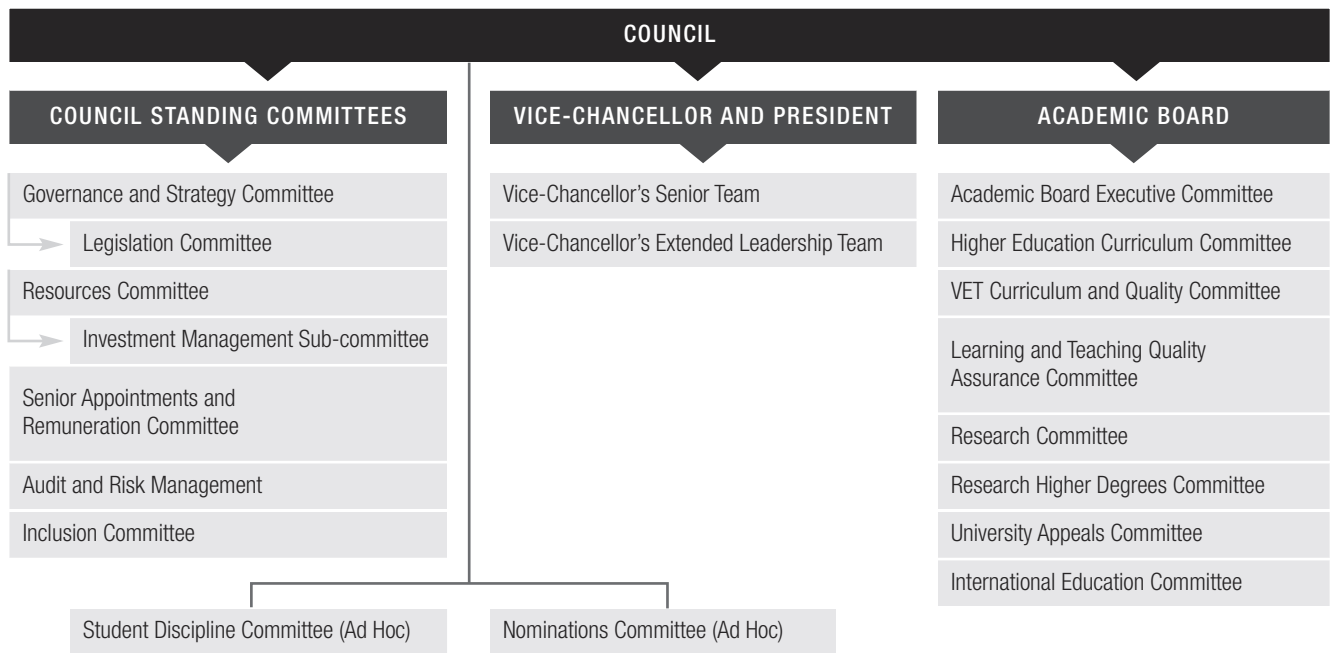 COUNCIL
COUNCIL STANDING COMMITTEES
Governance and Strategy Committee
Legislation Committee
Resources Committee
Investment Management Sub-committee
Senior Appointments and
Remuneration Committee
Audit and Risk Management
Inclusion Committee
VICE-CHANCELLOR AND PRESIDENT
Vice-Chancellor’s Senior Team
Vice-Chancellor’s Extended Leadership Team
ACADEMIC BOARD
Academic Board Executive Committee
Higher Education Curriculum Committee
VET Curriculum and Quality Committee
Learning and Teaching Quality
Assurance Committee
Research Committee
Research Higher Degrees Committee
University Appeals Committee
International Education Committee
Student Discipline Committee (Ad Hoc)
Nominations Committee (Ad Hoc)